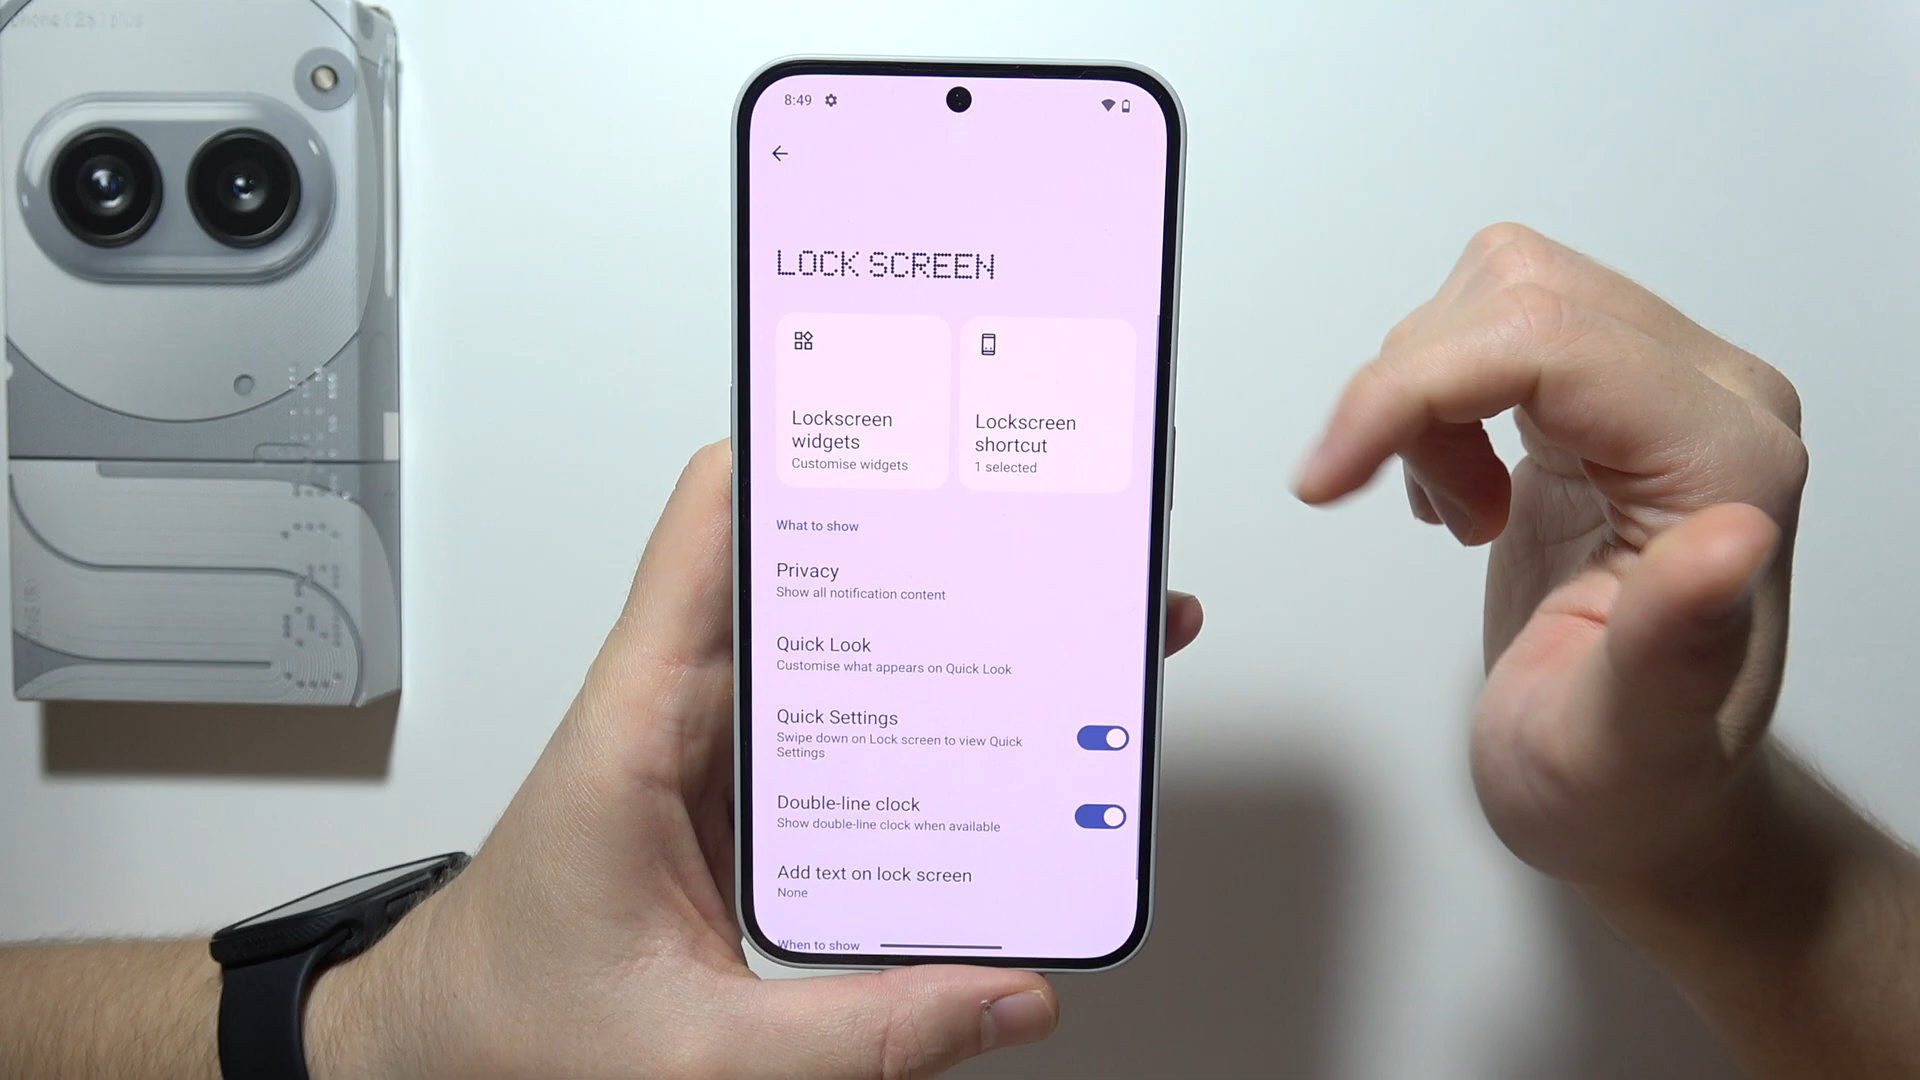 8:49
LOCK SCREEN
Lockscreen
widgets
Customise widgets
Lockscreen
shortcut
1 selected
What to show
Privacy
Show all notification content
Quick Look
Customise what appears on Quick Look
Quick Settings
Swipe down on Lock screen to view Quick
Settings
Double-line clock
Show double-line clock when available
Add text on lock screen
None
When to show